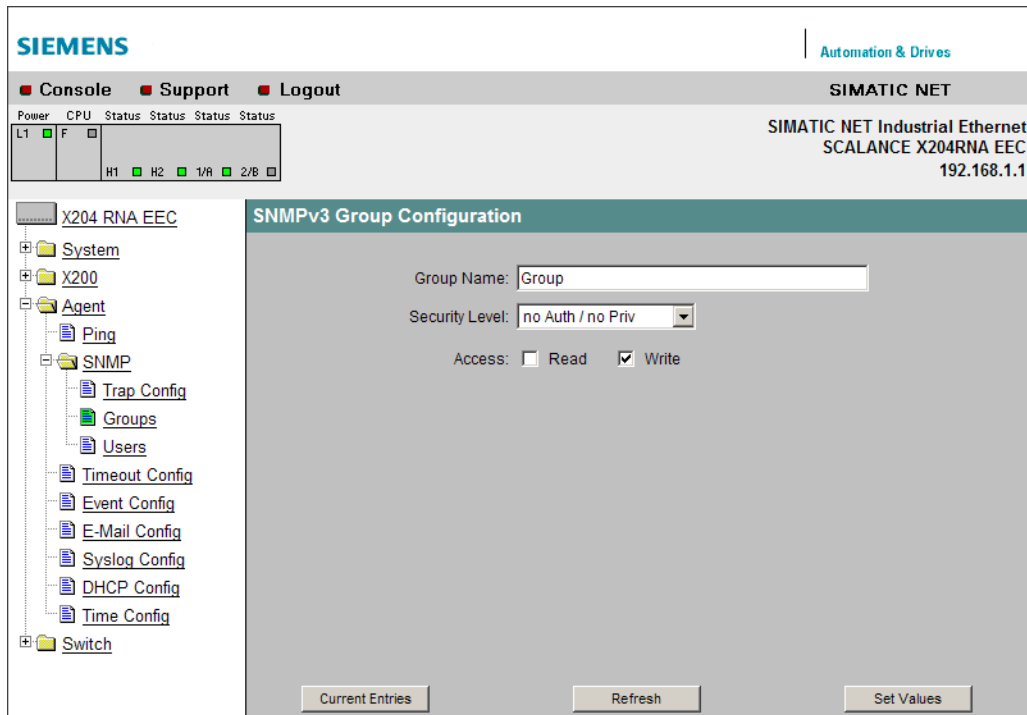 SIEMENS
Automation & Drives
Console Support Logout SIMATIC NET
Power CPU Status Status Status Status
L1 F
H1 H2 1/A 2/B
SIMATIC NET Industrial Ethernet
SCALANCE X204RNA EEC
192.168.1.1
X204 RNA EEC
System
X200
Agent
Ping
SNMP
Trap Config
Groups
Users
Timeout Config
Event Config
E-Mail Config
Syslog Config
DHCP Config
Time Config
Switch
SNMPv3 Group Configuration
Group Name: Group
Security Level: no Auth / no Priv
Access: Read Write
Current Entries Refresh Set Values